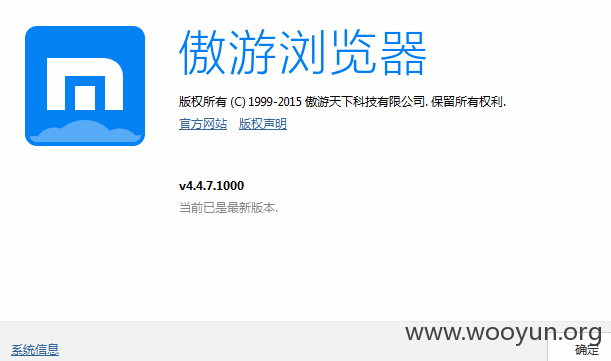 傲游浏览器
版权所有 (C) 1999-2015 傲游天下科技有限公司. 保留所有权利.
官方网站 版权声明
v4.4.7.1000
当前已是最新版本.
www.wooyun.org
系统信息 确定